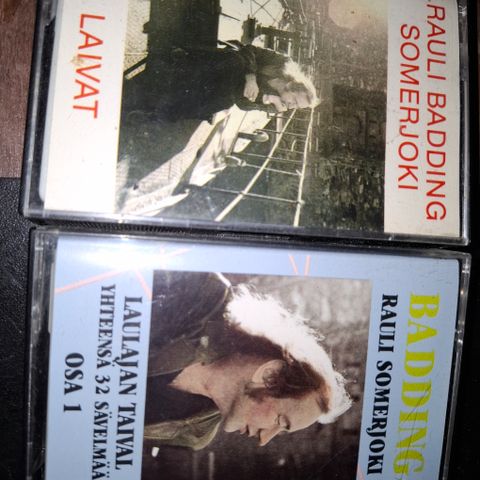 .RAULI BADDING
SOMERJOKI
LAIVAT
BADDING
RAULI SOMERJOKI
LAULAJAN TAIVAL
YHTEENSÄ 32 SÄVELMÄÄ
OSA 1